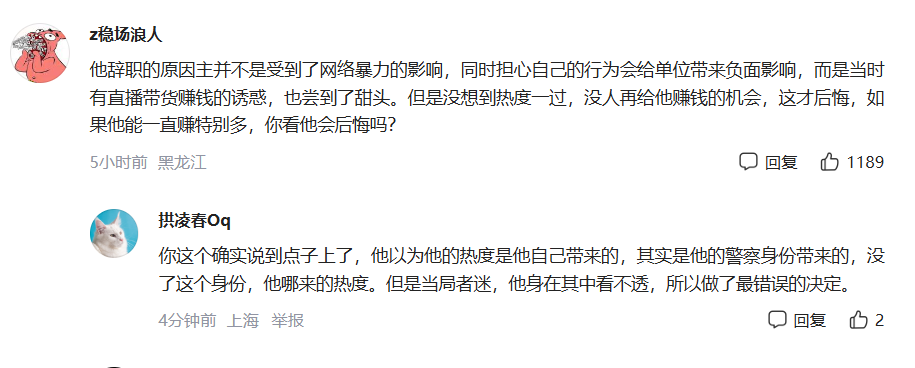 z稳场浪人
他辞职的原因主并不是受到了网络暴力的影响，同时担心自己的行为会给单位带来负面影响，而是当时
有直播带货赚钱的诱惑，也尝到了甜头。但是没想到热度一过，没人再给他赚钱的机会，这才后悔，如
果他能一直赚特别多，你看他会后悔吗？
5小时前 黑龙江 回复 1189
拱凌春Oq
你这个确实说到点子上了，他以为他的热度是他自己带来的，其实是他的警察身份带来的，没
了这个身份，他哪来的热度。但是当局者迷，他身在其中看不透，所以做了最错误的决定。
4分钟前 上海 举报 回复 2